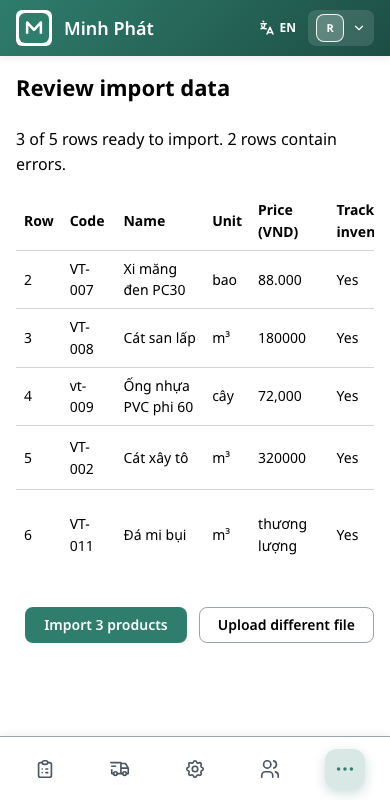 Minh Phát
EN
R
Review import data
3 of 5 rows ready to import. 2 rows contain
errors.
Row Code Name Unit Price (VND) Track inven
2 VT-007 Xi măng đen PC30 bao 88.000 Yes
3 VT-008 Cát san lấp m³ 180000 Yes
4 vt-009 Ống nhựa PVC phi 60 cây 72,000 Yes
5 VT-002 Cát xây tô m³ 320000 Yes
6 VT-011 Đá mi bụi m³ thương lượng Yes
Import 3 products
Upload different file